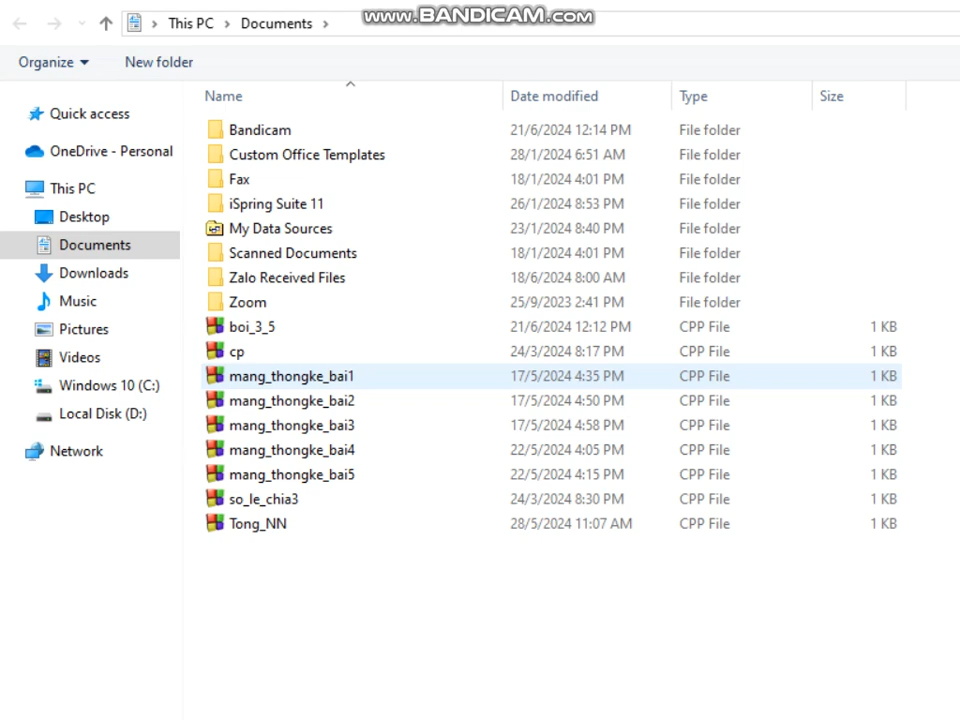 This PC > Documents >
www.BANDICAM.com
Organize
New folder
Name
Date modified
Type
Size
Quick access
OneDrive - Personal
This PC
Desktop
Documents
Downloads
Music
Pictures
Videos
Windows 10 (C:)
Local Disk (D:)
Network
Bandicam 21/6/2024 12:14 PM File folder
Custom Office Templates 28/1/2024 6:51 AM File folder
Fax 18/1/2024 4:01 PM File folder
iSpring Suite 11 26/1/2024 8:53 PM File folder
My Data Sources 23/1/2024 8:40 PM File folder
Scanned Documents 18/1/2024 4:01 PM File folder
Zalo Received Files 18/6/2024 8:00 AM File folder
Zoom 25/9/2023 2:41 PM File folder
boi_3_5 21/6/2024 12:12 PM CPP File 1 KB
cp 24/3/2024 8:17 PM CPP File 1 KB
mang_thongke_bai1 17/5/2024 4:35 PM CPP File 1 KB
mang_thongke_bai2 17/5/2024 4:50 PM CPP File 1 KB
mang_thongke_bai3 17/5/2024 4:58 PM CPP File 1 KB
mang_thongke_bai4 22/5/2024 4:05 PM CPP File 1 KB
mang_thongke_bai5 22/5/2024 4:15 PM CPP File 1 KB
so_le_chia3 24/3/2024 8:30 PM CPP File 1 KB
Tong_NN 28/5/2024 11:07 AM CPP File 1 KB